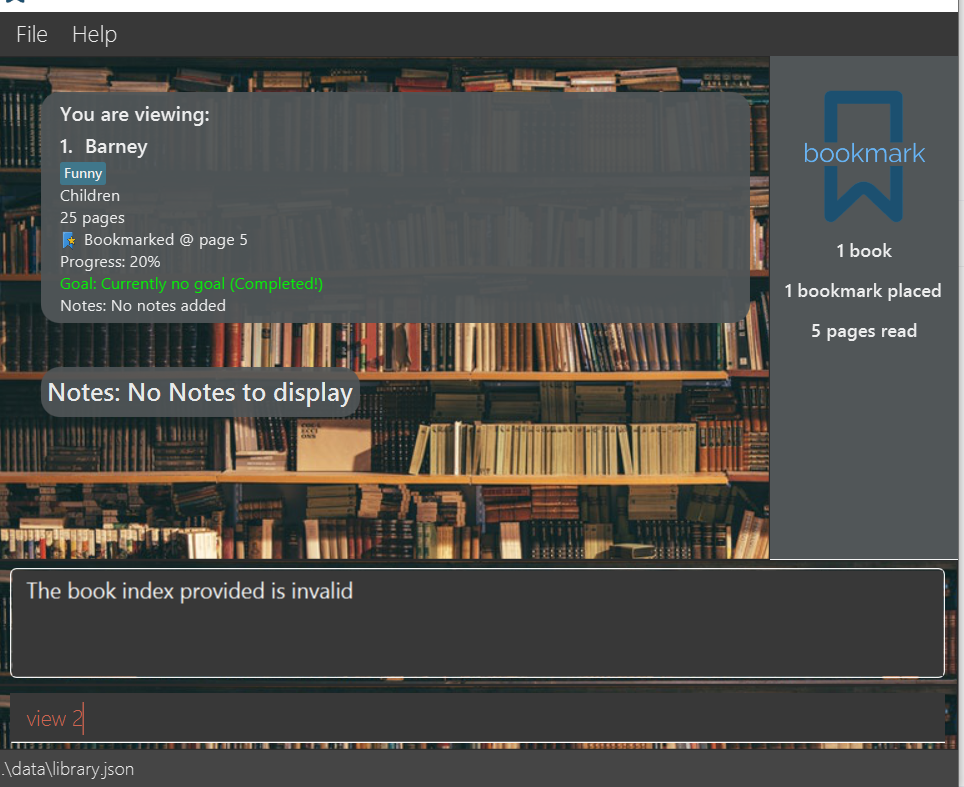 File Help
You are viewing:
1. Barney
Funny
Children
25 pages
Bookmarked @ page 5
Progress: 20%
Goal: Currently no goal (Completed!)
Notes: No notes added
Notes: No Notes to display
bookmark
1 book
1 bookmark placed
5 pages read
The book index provided is invalid
view 2
.\data\library.json